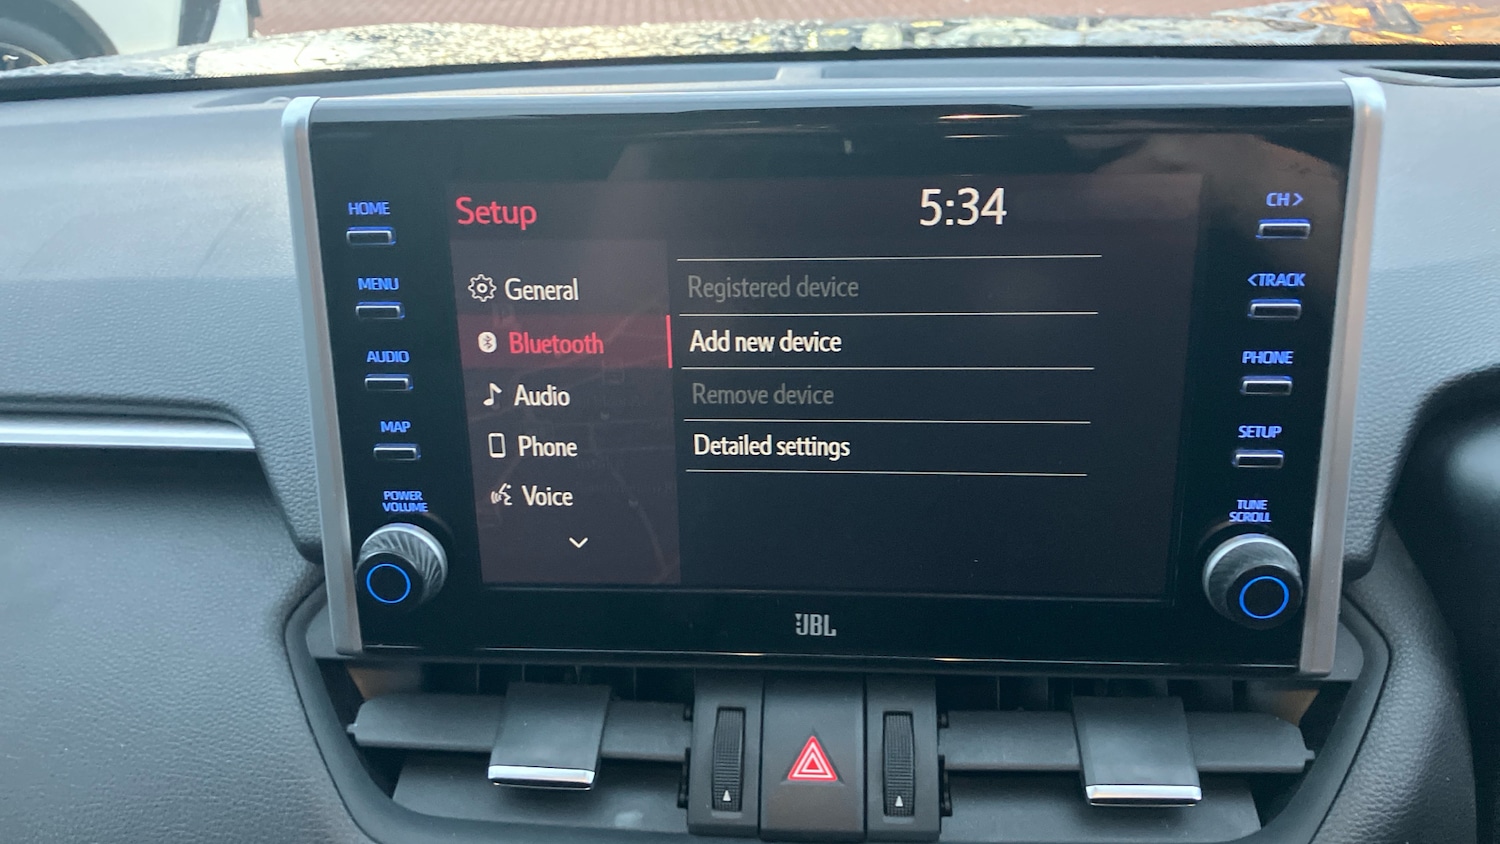 HOME
MENU
AUDIO
MAP
POWER
VOLUME
Setup
5:34
General
Bluetooth
Audio
Phone
Voice
Registered device
Add new device
Remove device
Detailed settings
CH >
< TRACK
PHONE
SETUP
TUNE
SCROLL
JBL